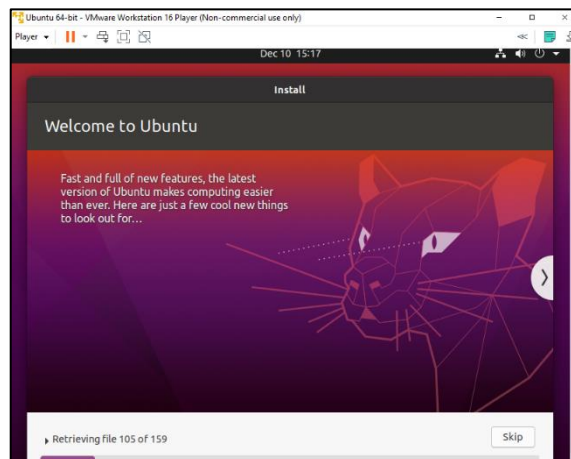 Ubuntu 64-bit - VMware Workstation 16 Player (Non-commercial use only)
Player
Dec 10 15:17
Install
Welcome to Ubuntu
Fast and full of new features, the latest
version of Ubuntu makes computing easier
than ever. Here are just a few cool new things
to look out for...
Retrieving file 105 of 159
Skip